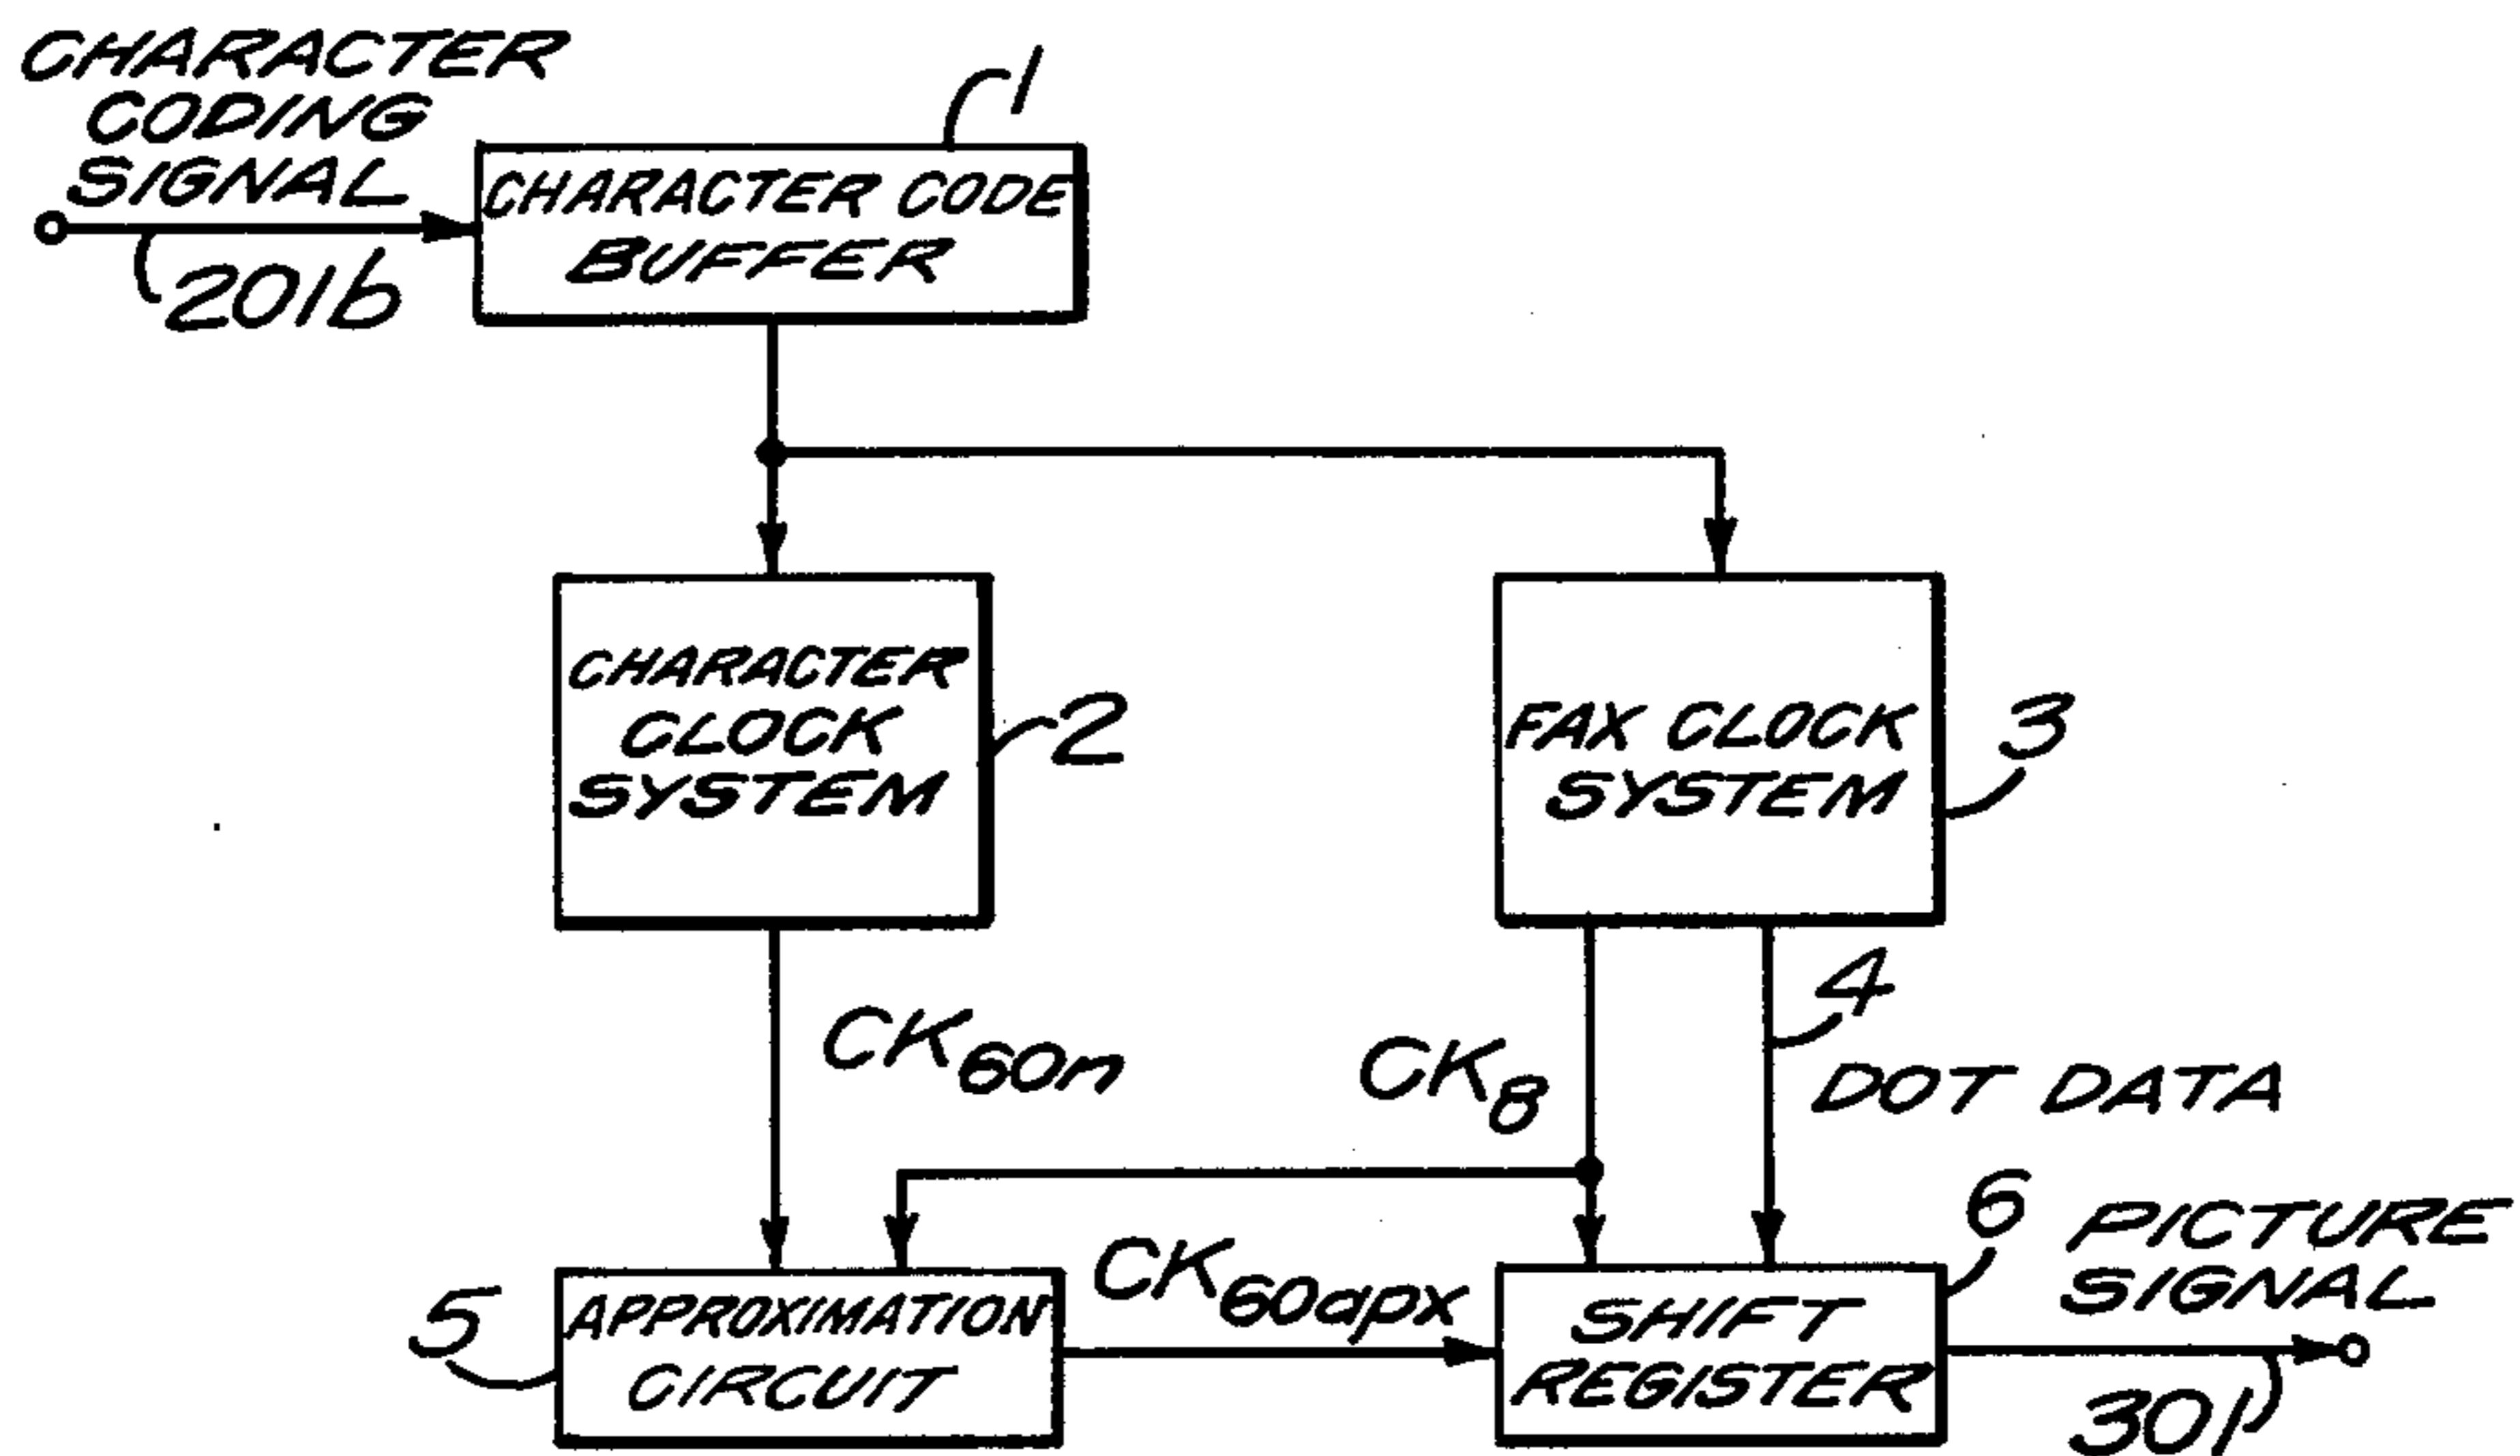 CHARACTER
CODING
SIGNAL
201b
1
CHARACTER CODE
BUFFER
CHARACTER
CLOCK
SYSTEM
2
FAX CLOCK
SYSTEM
3
CK60n
CK8
4
DOT DATA
5
APPROXIMATION
CIRCUIT
CK60apx
SHIFT
REGISTER
6
PICTURE
SIGNAL
301